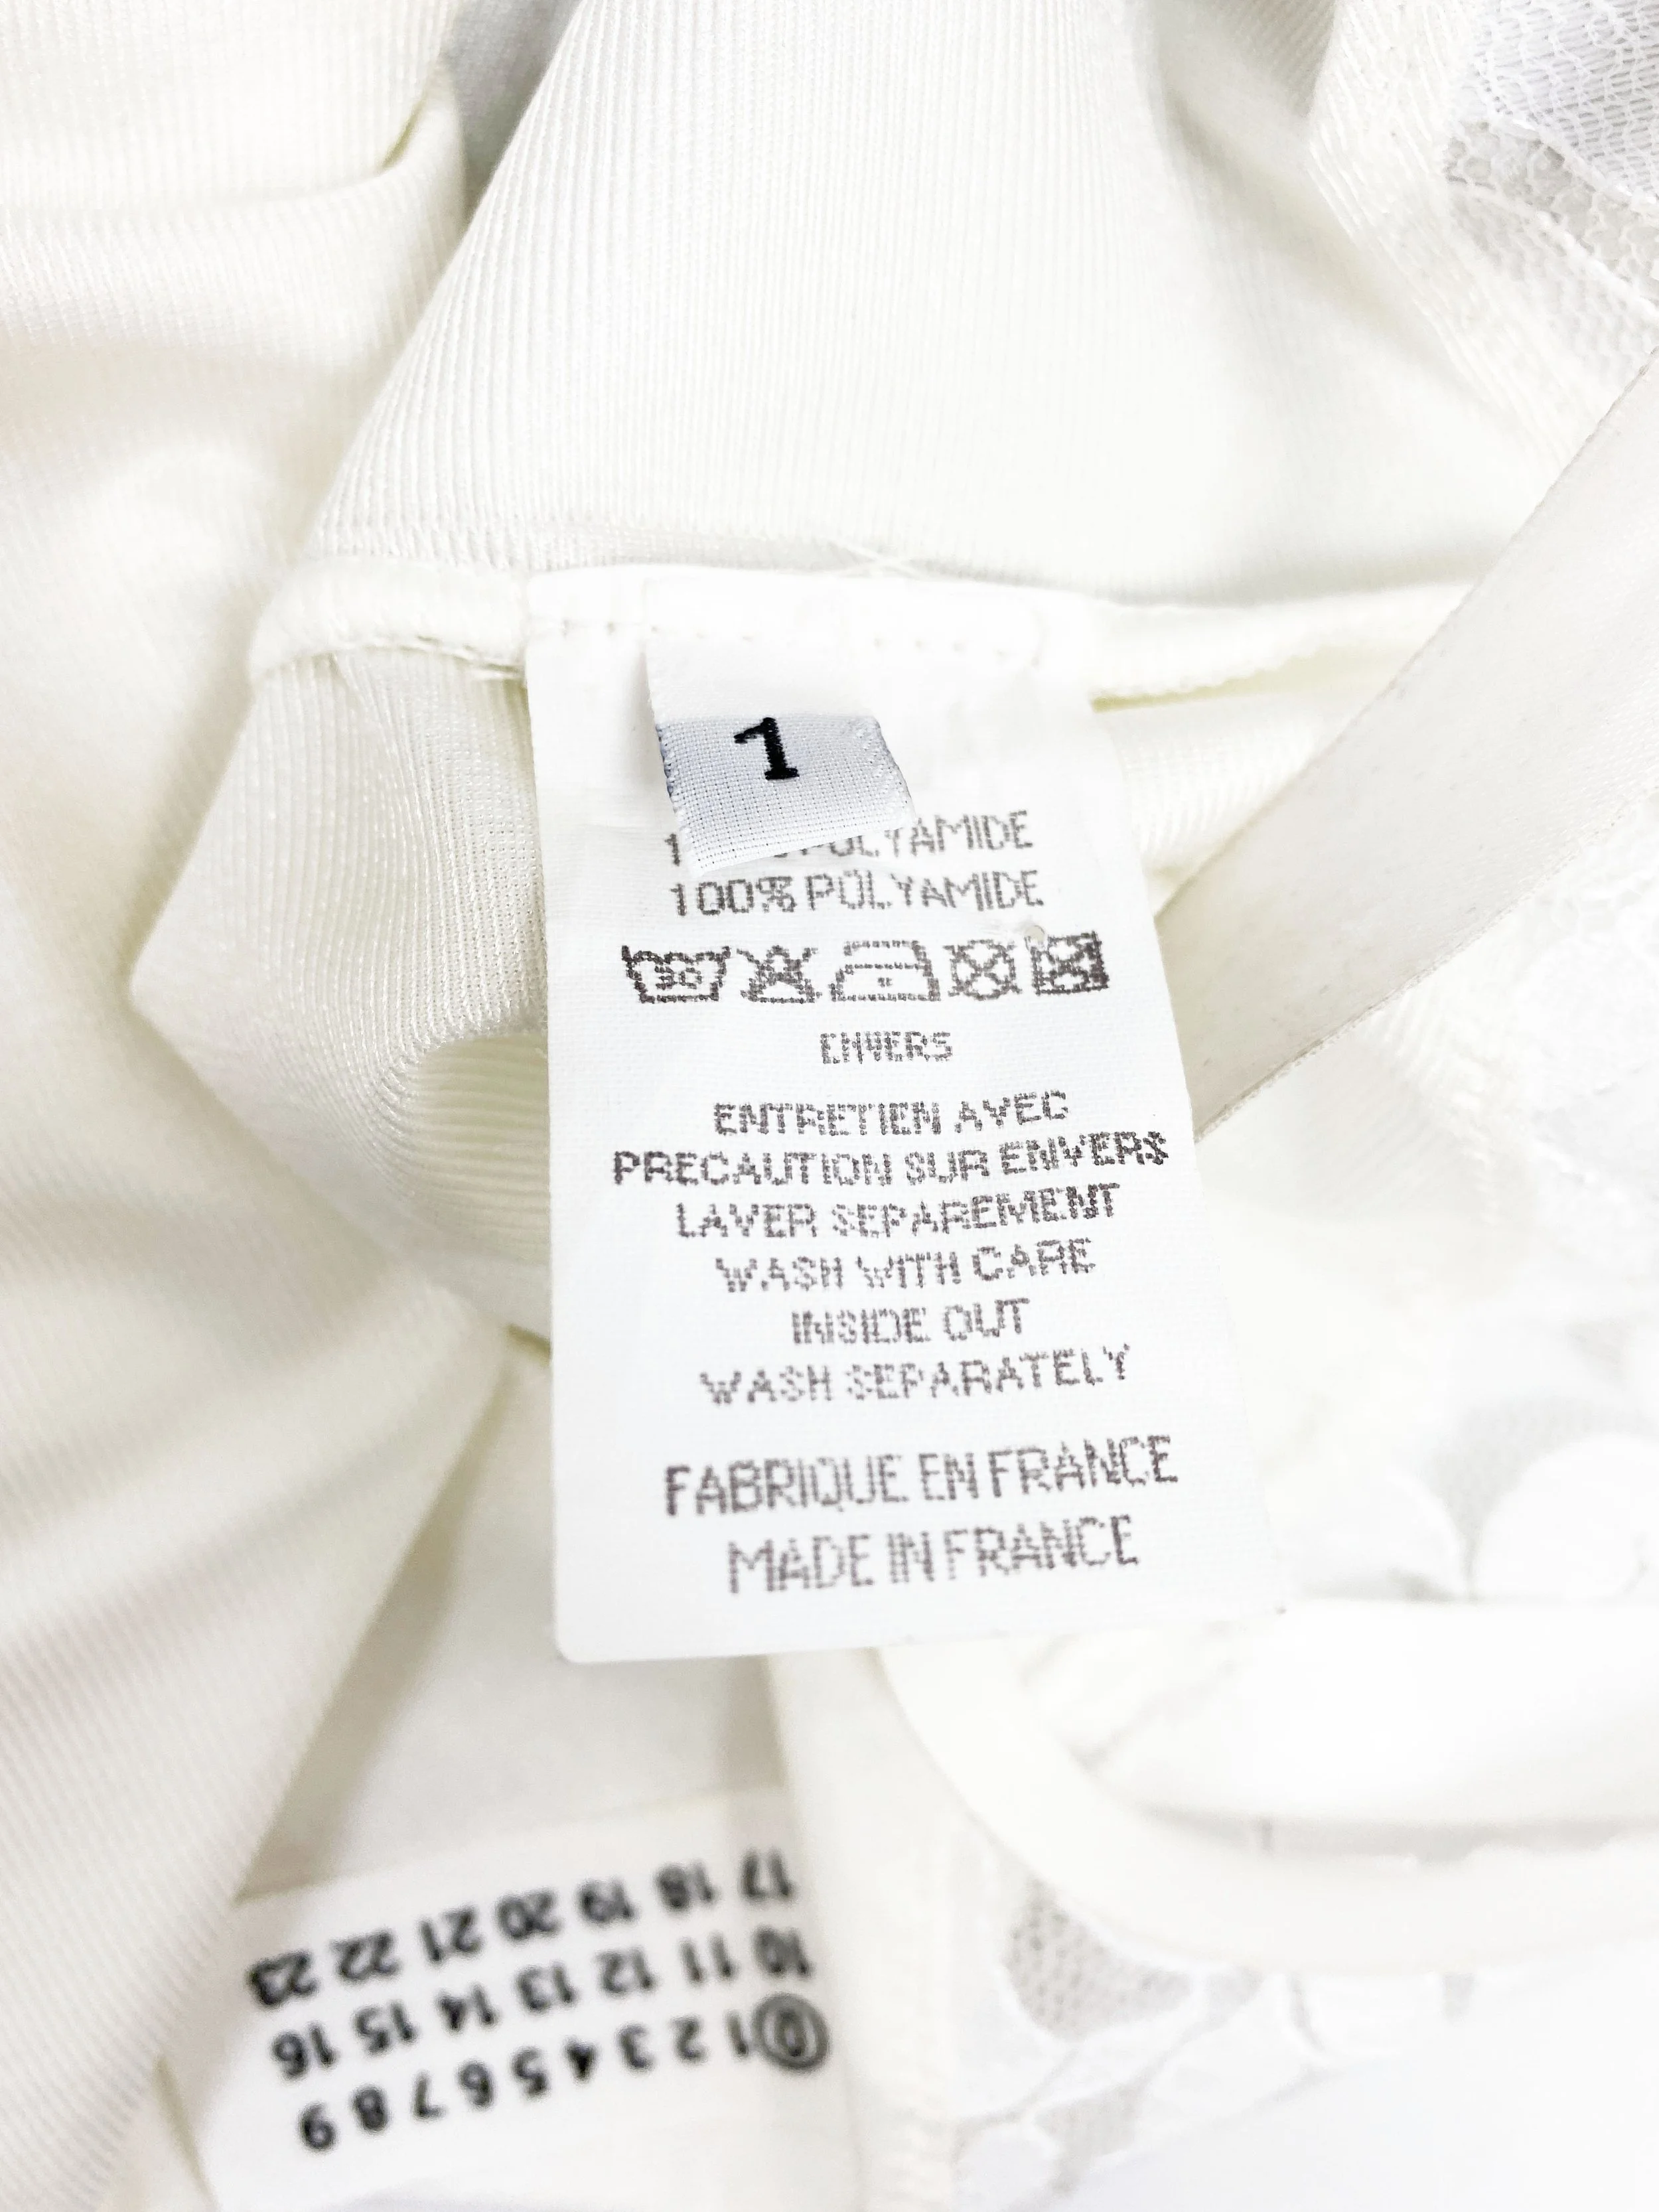 1
POLYAMIDE
100% POLYAMIDE
30
ENTRETIEN AVEC
PRECAUTION SUR ENVERS
LAVER SEPAREMENT
WASH WITH CARE
INSIDE OUT
WASH SEPARATELY
FABRIQUE EN FRANCE
MADE IN FRANCE
0 1 2 3 4 5 6 7 8 9
10 11 12 13 14 15 16
17 18 19 20 21 22 23